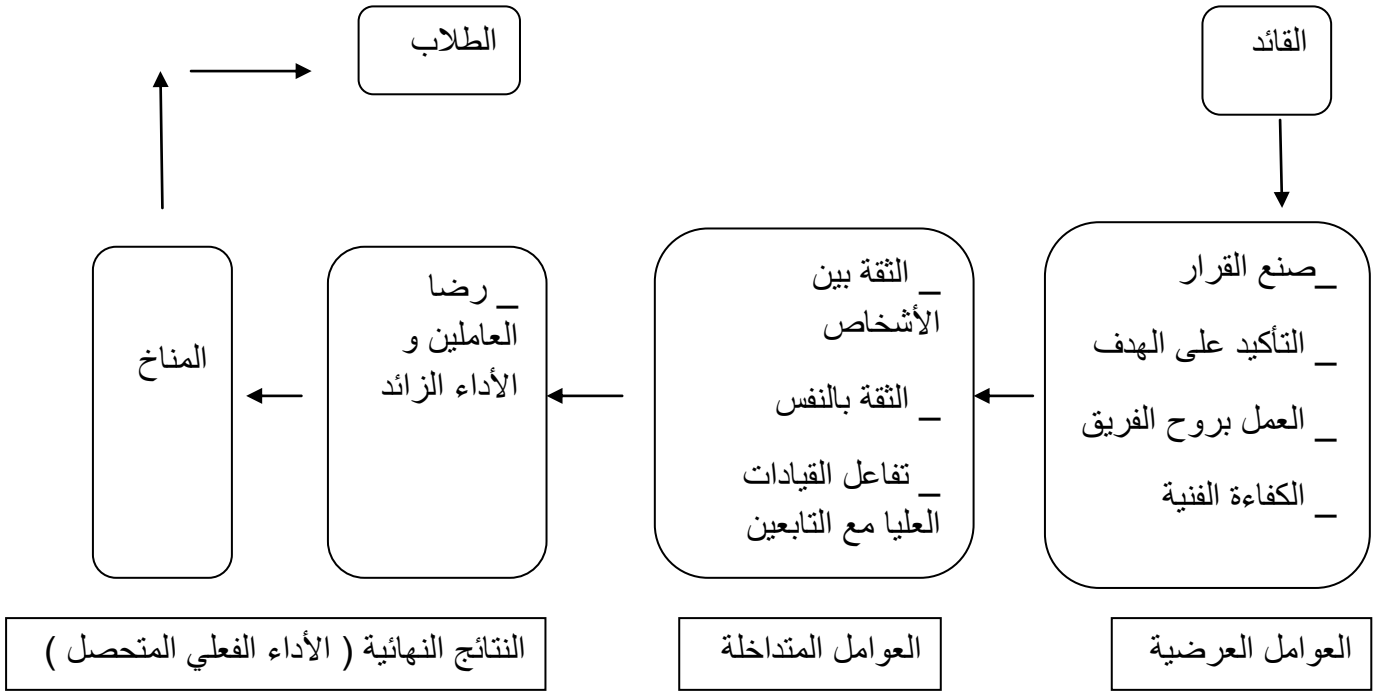 القائد
الطلاب
_صنع القرار
_ التأكيد على الهدف
_ العمل بروح الفريق
_ الكفاءة الفنية
_ الثقة بين
الأشخاص
_ الثقة بالنفس
_ تفاعل القيادات
العليا مع التابعين
_ رضا
العاملين و
الأداء الزائد
المناخ
العوامل العرضية
العوامل المتداخلة
النتائج النهائية ( الأداء الفعلي المتحصل )